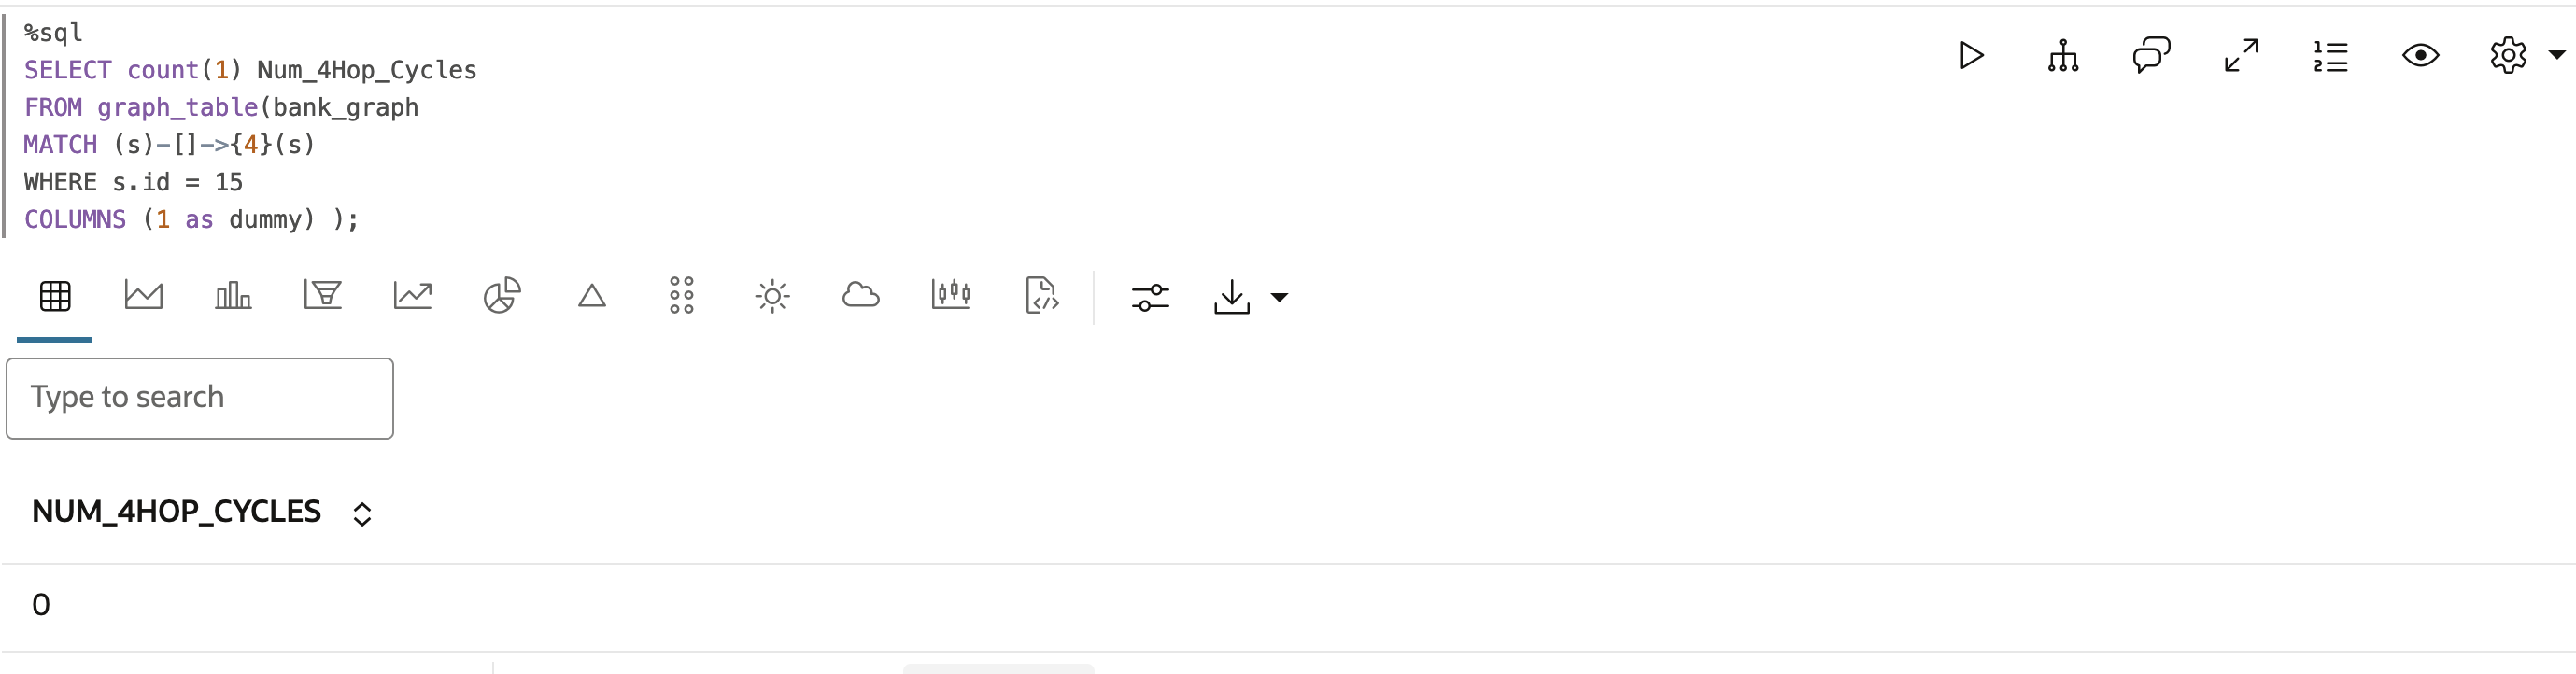 %sql
SELECT count(1) Num_4Hop_Cycles
FROM graph_table(bank_graph
MATCH (s)-[]->{4}(s)
WHERE s.id = 15
COLUMNS (1 as dummy) );
Type to search
NUM_4HOP_CYCLES
0